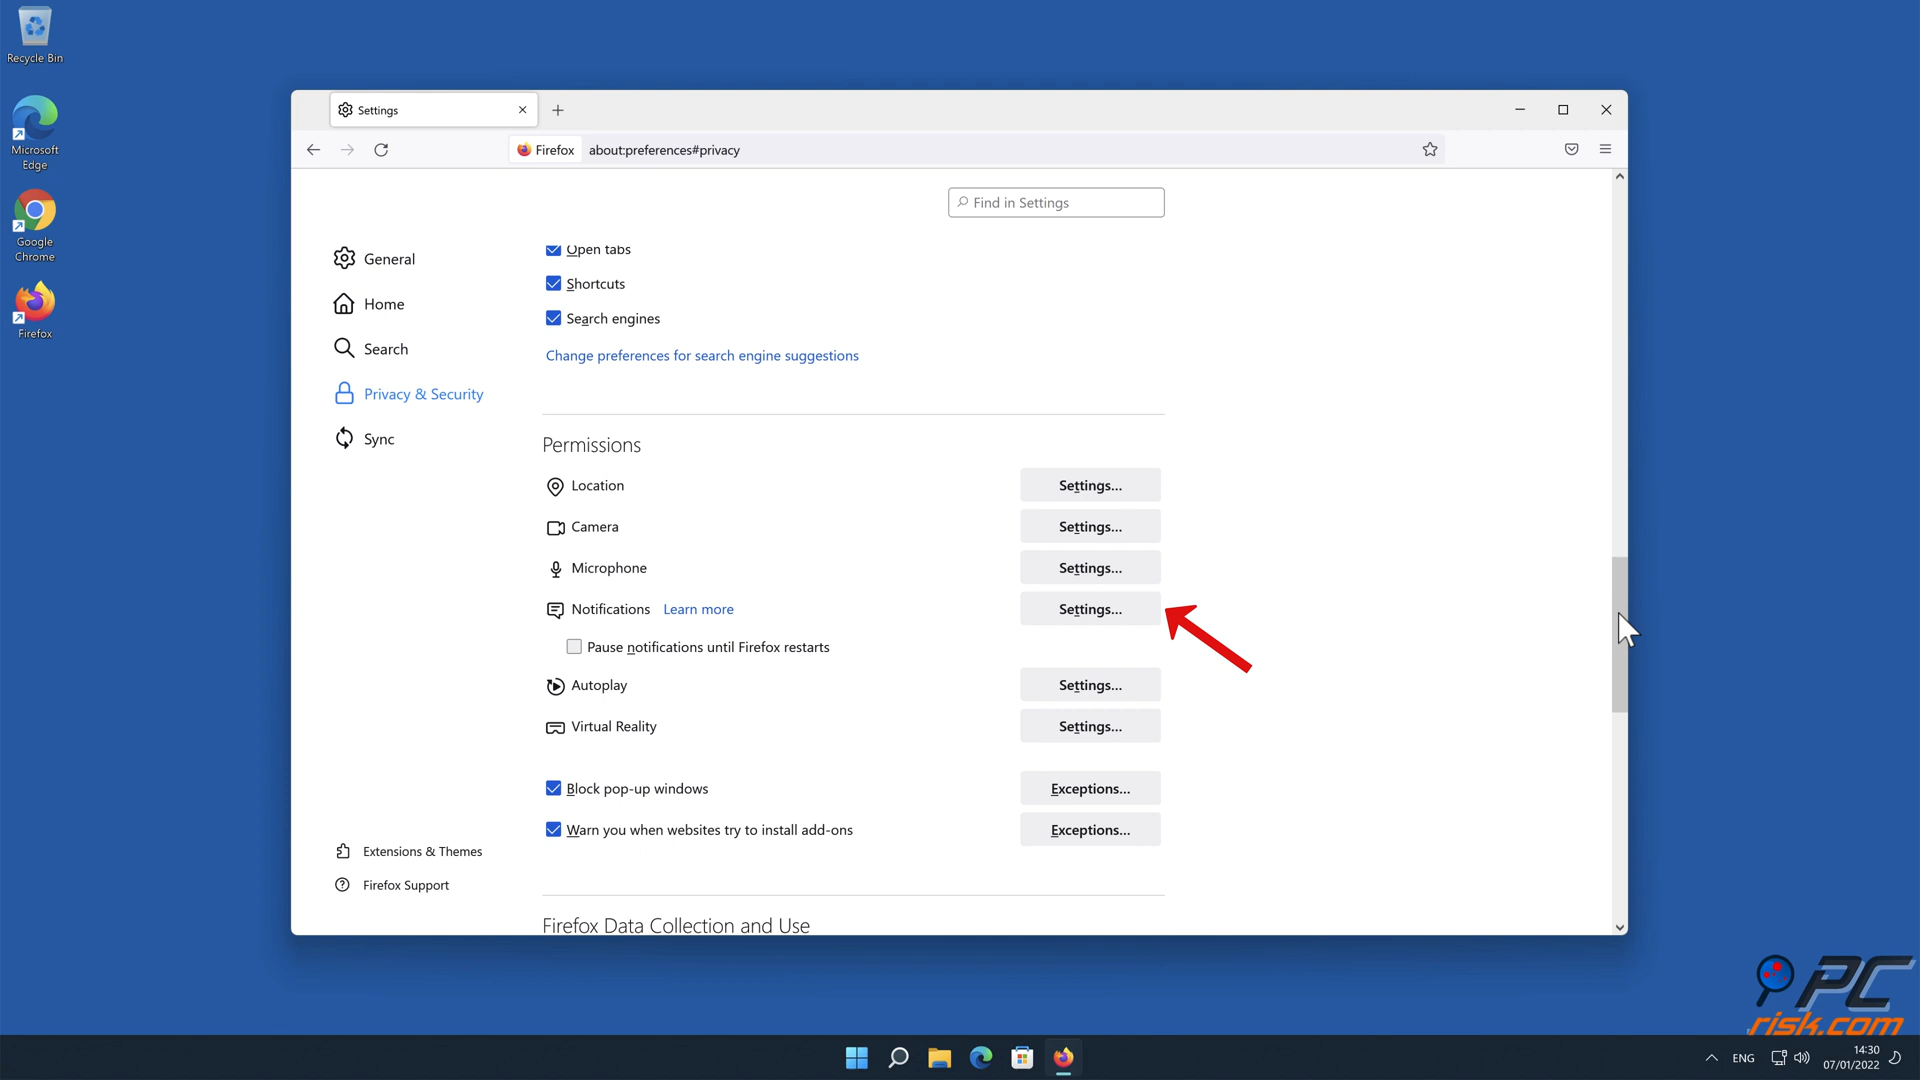 Recycle Bin
Microsoft
Edge
Google
Chrome
Firefox
Settings
Firefox
about:preferences#privacy
Find in Settings
General
Home
Search
Privacy & Security
Sync
Extensions & Themes
Firefox Support
Open tabs
Shortcuts
Search engines
Change preferences for search engine suggestions
Permissions
Location Settings...
Camera Settings...
Microphone Settings...
Notifications Learn more Settings...
Pause notifications until Firefox restarts
Autoplay Settings...
Virtual Reality Settings...
Block pop-up windows Exceptions...
Warn you when websites try to install add-ons Exceptions...
Firefox Data Collection and Use
PC
risk.com
ENG
14:30
07/01/2022